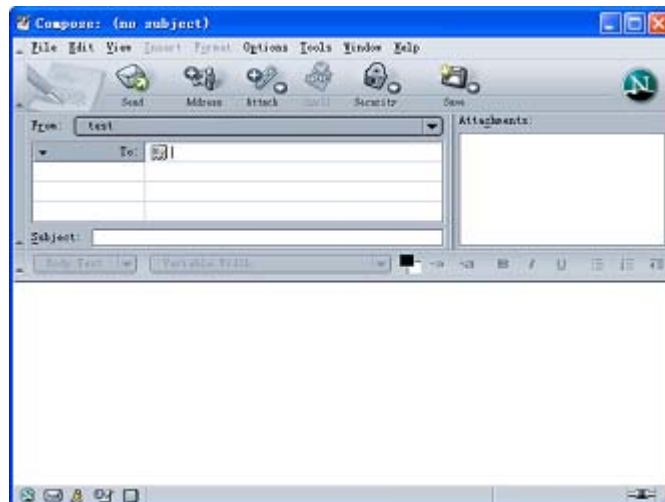 Compose: (no subject)
File Edit View Insert Format Options Tools Window Help
Send Address Attach Spell Security Save
From: test
Attachments:
To:
Subject:
Body Text Variable Width
B I U
N